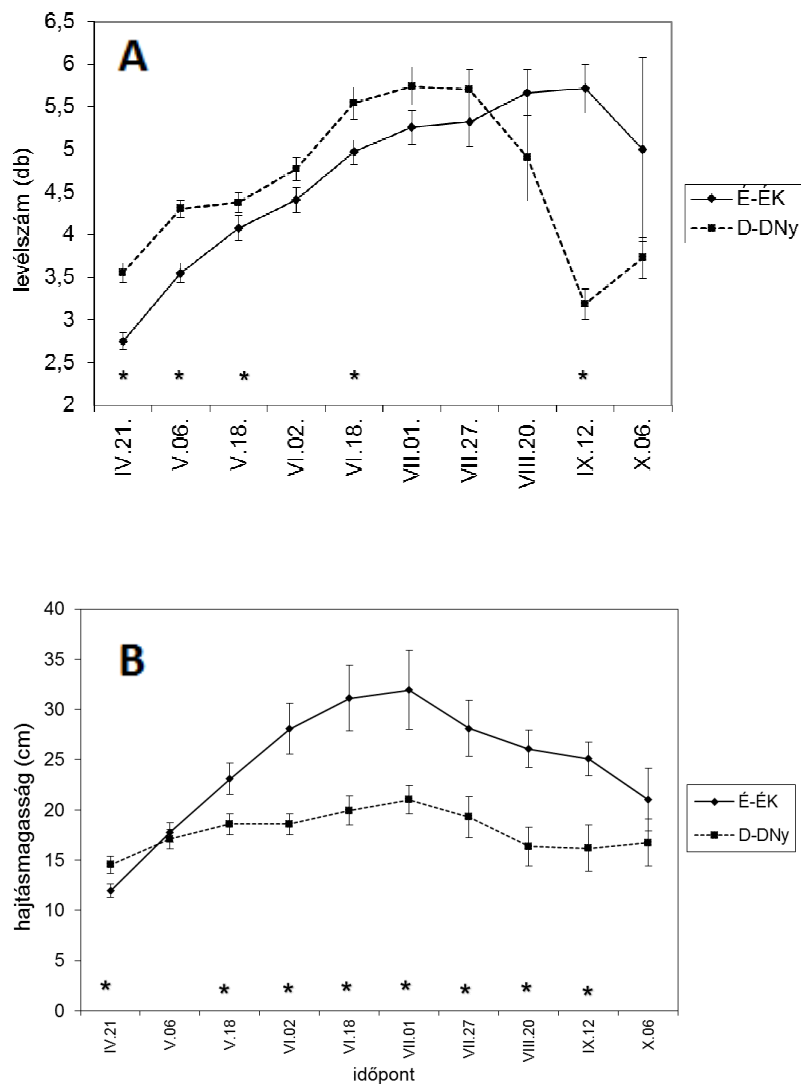 A
6,5
6
5,5
5
4,5
4
3,5
3
2,5
2
levélszám (db)
* * * * *
IV.21. V.06. V.18. VI.02. VI.18. VII.01. VII.27. VIII.20. IX.12. X.06.
É-ÉK
D-DNy
B
40
35
30
25
20
15
10
5
0
hajtásmagasság (cm)
* * * * * * * *
IV.21 V.06 V.18 VI.02 VI.18 VII.01 VII.27 VIII.20 IX.12 X.06
időpont
É-ÉK
D-DNy